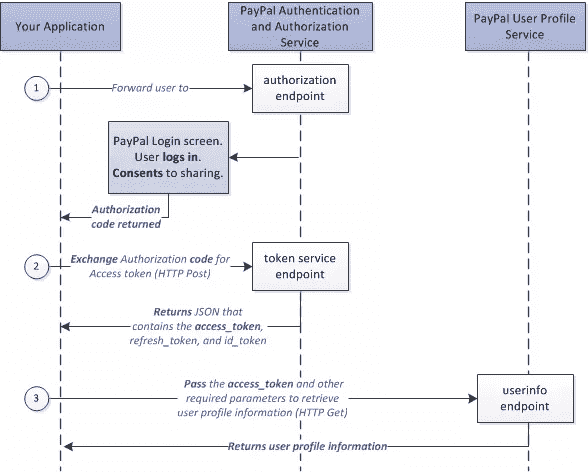 Your Application
PayPal Authentication
and Authorization
Service
PayPal User Profile
Service
1
Forward user to
authorization
endpoint
PayPal Login screen.
User logs in.
Consents to sharing.
Authorization
code returned
2
Exchange Authorization code for
Access token (HTTP Post)
token service
endpoint
Returns JSON that
contains the access_token,
refresh_token, and id_token
3
Pass the access_token and other
required parameters to retrieve
user profile information (HTTP Get)
userinfo
endpoint
Returns user profile information